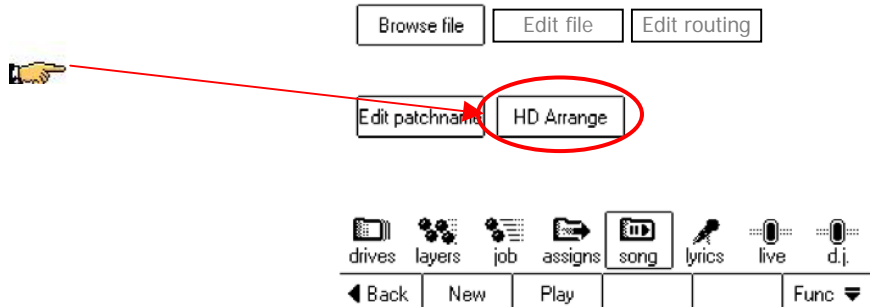 Browse file Edit file Edit routing
Edit patchname HD Arrange
drives layers job assigns song lyrics live d.j.
Back New Play Func